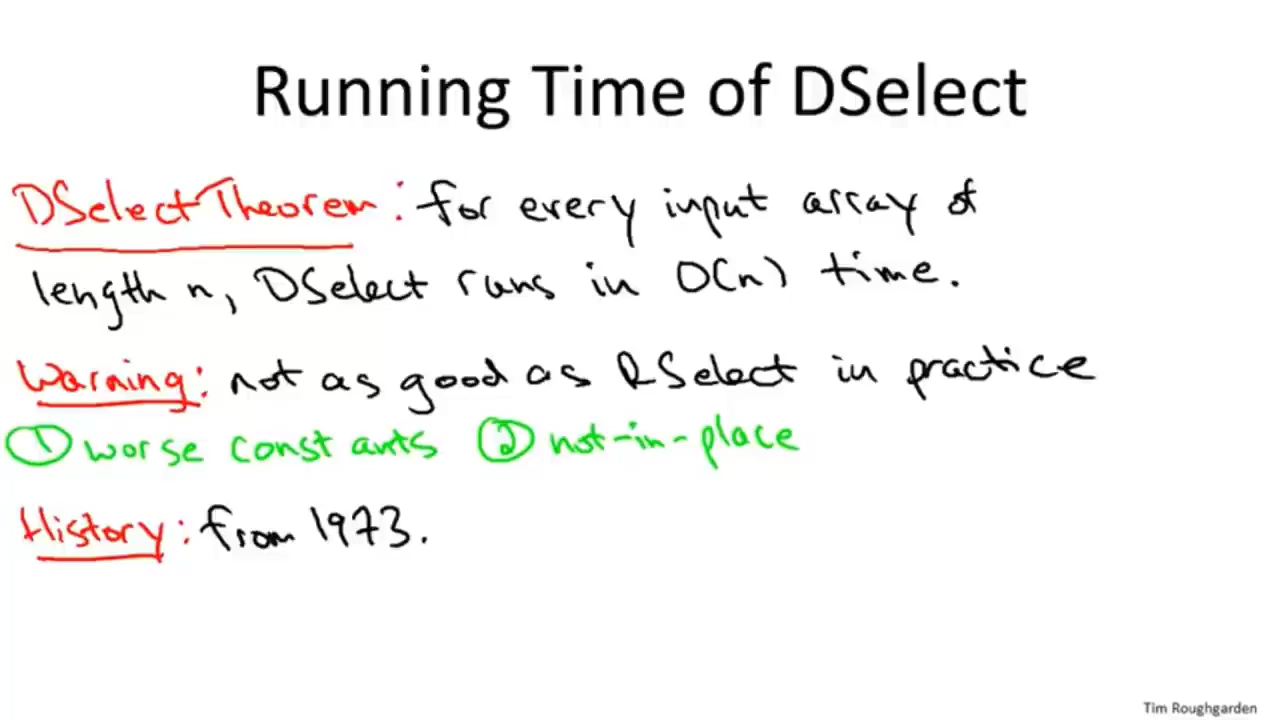 Running Time of DSelect
DSelect Theorem: for every input array of
length n, DSelect runs in O(n) time.
Warning: not as good as RSelect in practice
① worse constants ② not-in-place
History: from 1973.
Tim Roughgarden